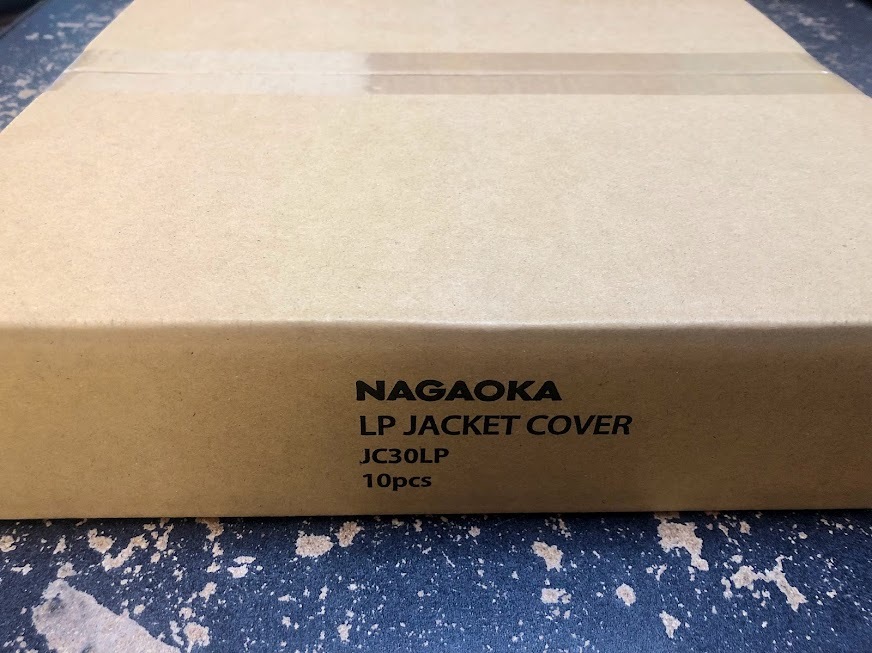 NAGAOKA
LP JACKET COVER
JC30LP
10pcs